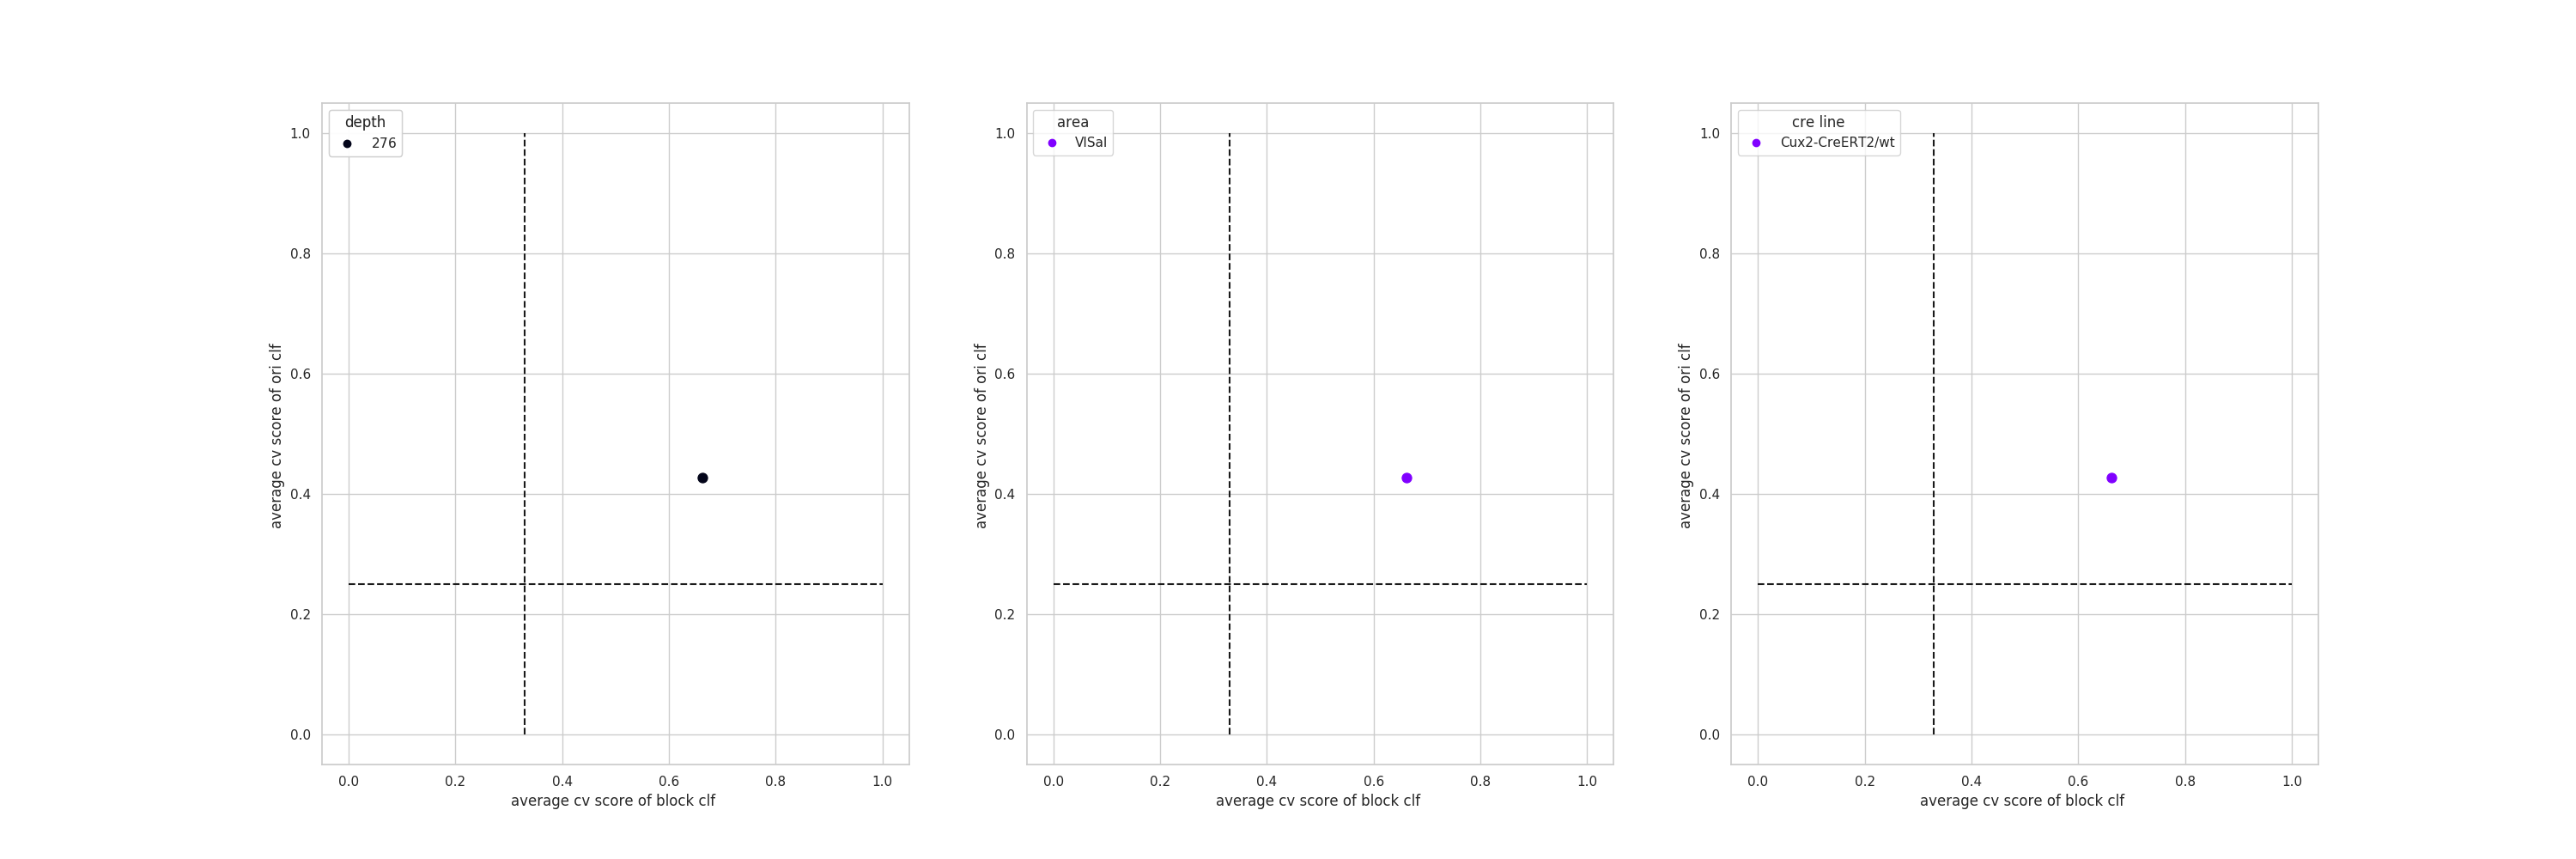 depth
276
1.0
0.8
0.6
0.4
0.2
0.0
average cv score of ori clf
0.0 0.2 0.4 0.6 0.8 1.0
average cv score of block clf
area
VISal
1.0
0.8
0.6
0.4
0.2
0.0
average cv score of ori clf
0.0 0.2 0.4 0.6 0.8 1.0
average cv score of block clf
cre line
Cux2-CreERT2/wt
1.0
0.8
0.6
0.4
0.2
0.0
average cv score of ori clf
0.0 0.2 0.4 0.6 0.8 1.0
average cv score of block clf